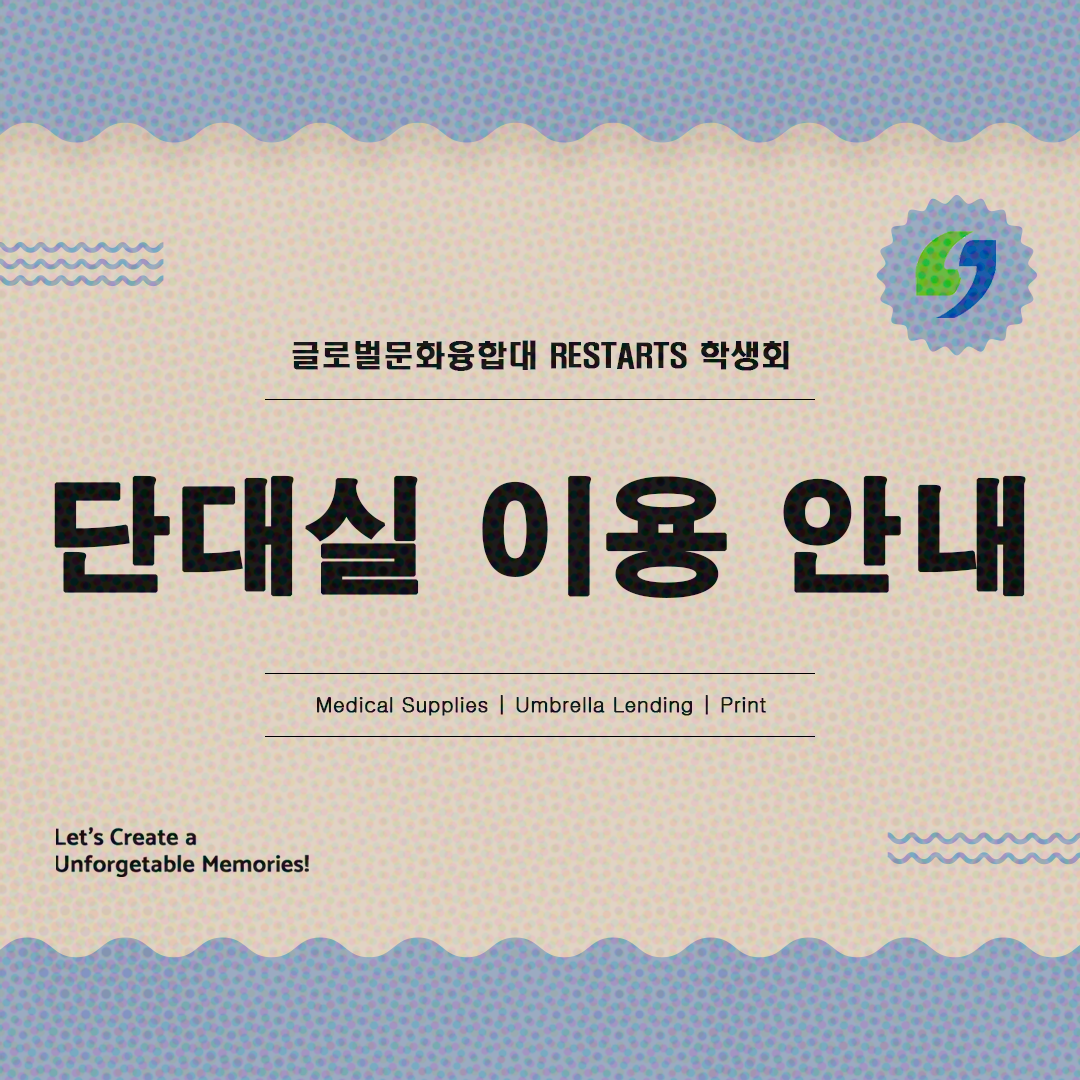 글로벌문화융합대 RESTARTS 학생회
단대실 이용 안내
Medical Supplies | Umbrella Lending | Print
Let's Create a
Unforgetable Memories!